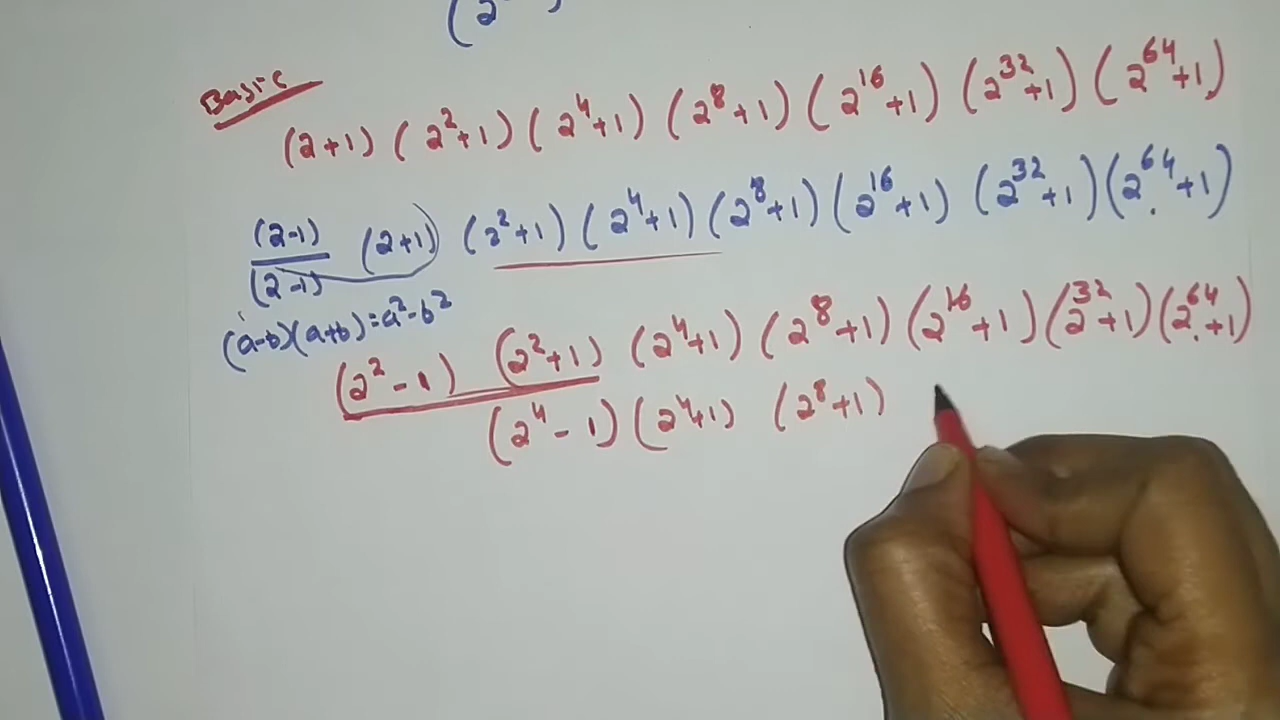 (2
Basic
(2+1) (2²+1) (2⁴+1) (2⁸+1) (2¹⁶+1) (2³²+1) (2⁶⁴+1)
(2-1)/(2-1) (2+1) (2²+1) (2⁴+1) (2⁸+1) (2¹⁶+1) (2³²+1) (2⁶⁴+1)
(a-b)(a+b)=a²-b²
(2²-1) (2²+1) (2⁴+1) (2⁸+1) (2¹⁶+1) (2³²+1) (2⁶⁴+1)
(2⁴-1) (2⁴+1) (2⁸+1)